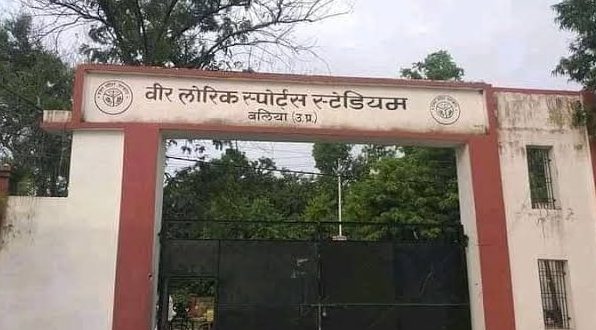 वीर लोरिक स्पोर्ट्स स्टेडियम
बलिया (उ.प्र.)